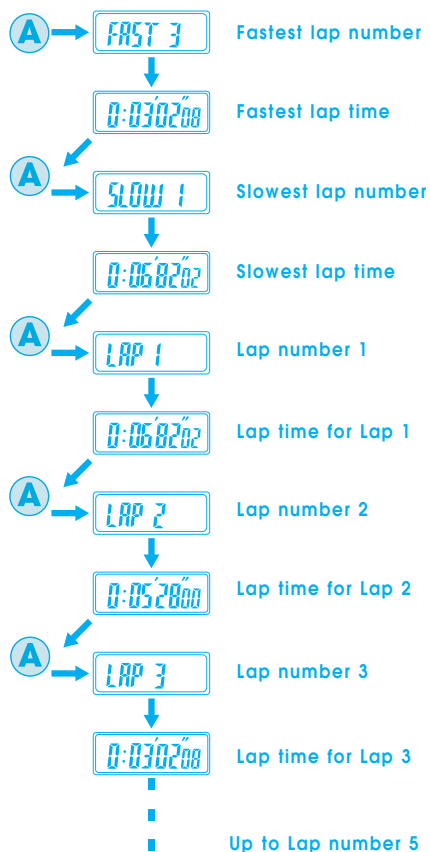 A FAST 3 Fastest lap number
0:03'02"08 Fastest lap time
A SLOW 1 Slowest lap number
0:06'82"02 Slowest lap time
A LAP 1 Lap number 1
0:06'82"02 Lap time for Lap 1
A LAP 2 Lap number 2
0:05'28"00 Lap time for Lap 2
A LAP 3 Lap number 3
0:03'02"08 Lap time for Lap 3
Up to Lap number 5